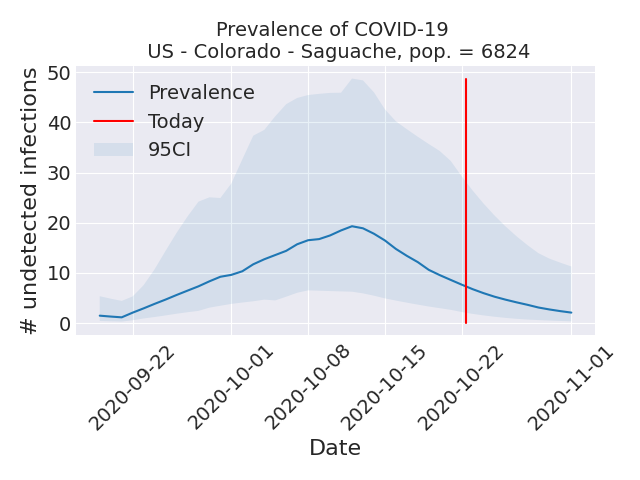 Prevalence of COVID-19
US - Colorado - Saguache, pop. = 6824
# undetected infections
50
40
30
20
10
0
Prevalence
Today
95CI
2020-09-22
2020-10-01
2020-10-08
2020-10-15
2020-10-22
2020-11-01
Date